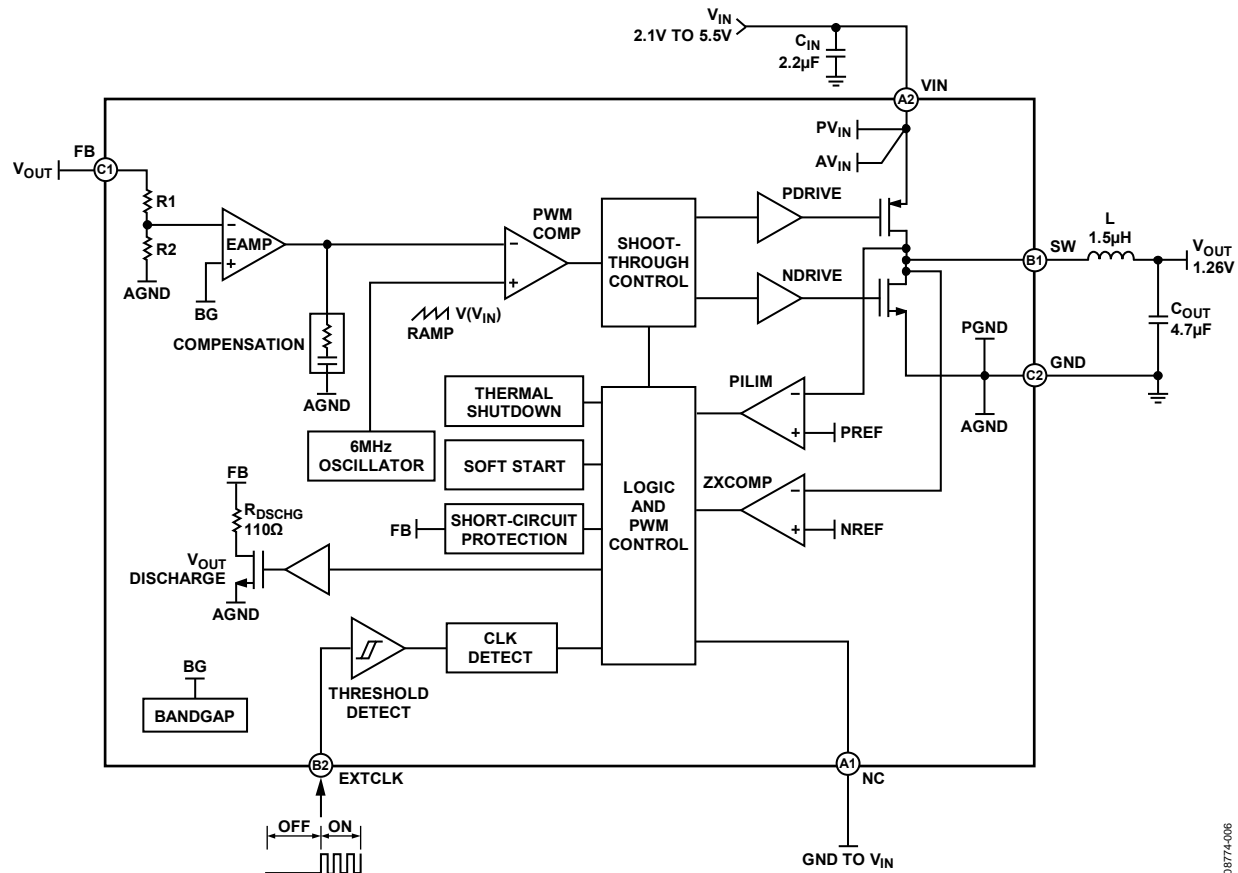 VIN
2.1V TO 5.5V
CIN
2.2µF
A2
VIN
PVIN
AVIN
FB
VOUT
C1
R1
R2
AGND
EAMP
−
+
BG
COMPENSATION
AGND
PWM
COMP
−
+
V(VIN)
RAMP
6MHz
OSCILLATOR
SHOOT-
THROUGH
CONTROL
PDRIVE
NDRIVE
SW
B1
L
1.5µH
VOUT
1.26V
COUT
4.7µF
PGND
GND
C2
AGND
THERMAL
SHUTDOWN
SOFT START
FB
SHORT-CIRCUIT
PROTECTION
LOGIC
AND
PWM
CONTROL
PILIM
−
+
PREF
ZXCOMP
−
+
NREF
FB
RDSCHG
110Ω
VOUT
DISCHARGE
AGND
THRESHOLD
DETECT
CLK
DETECT
BG
BANDGAP
B2
EXTCLK
OFF
ON
A1
NC
GND TO VIN
08774-006